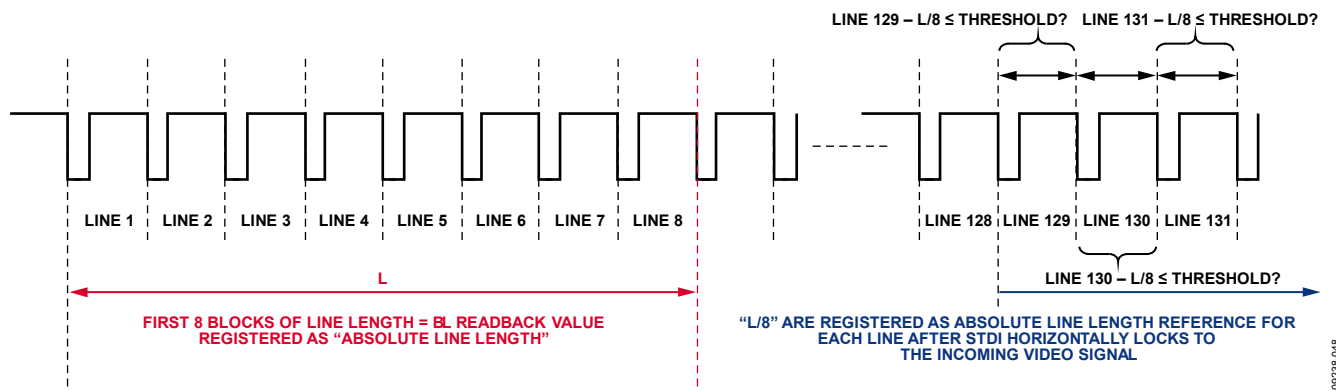 LINE 129 – L/8 ≤ THRESHOLD?
LINE 131 – L/8 ≤ THRESHOLD?
LINE 1
LINE 2
LINE 3
LINE 4
LINE 5
LINE 6
LINE 7
LINE 8
LINE 128
LINE 129
LINE 130
LINE 131
L
LINE 130 – L/8 ≤ THRESHOLD?
FIRST 8 BLOCKS OF LINE LENGTH = BL READBACK VALUE
REGISTERED AS “ABSOLUTE LINE LENGTH”
“L/8” ARE REGISTERED AS ABSOLUTE LINE LENGTH REFERENCE FOR
EACH LINE AFTER STDI HORIZONTALLY LOCKS TO
THE INCOMING VIDEO SIGNAL
09238-048